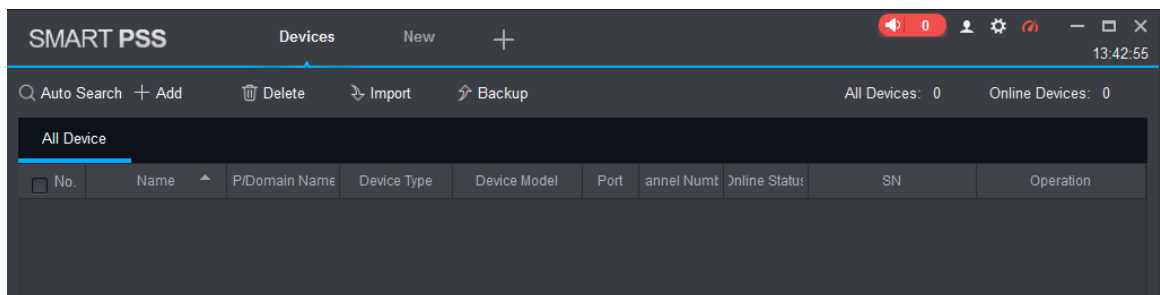 SMART PSS Devices New 0
13:42:55
Auto Search Add Delete Import Backup All Devices: 0 Online Devices: 0
All Device
No. Name P/Domain Name Device Type Device Model Port annel Numb Online Status SN Operation